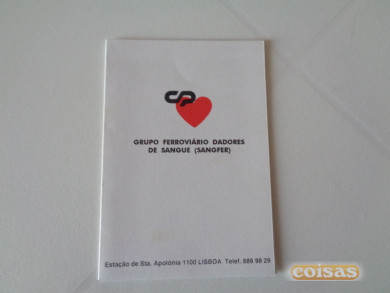 CP
GRUPO FERROVIÁRIO DADORES
DE SANGUE (SANGFER)
Estação de Sta. Apolónia 1100 LISBOA Telef. 886 98 29
coisas